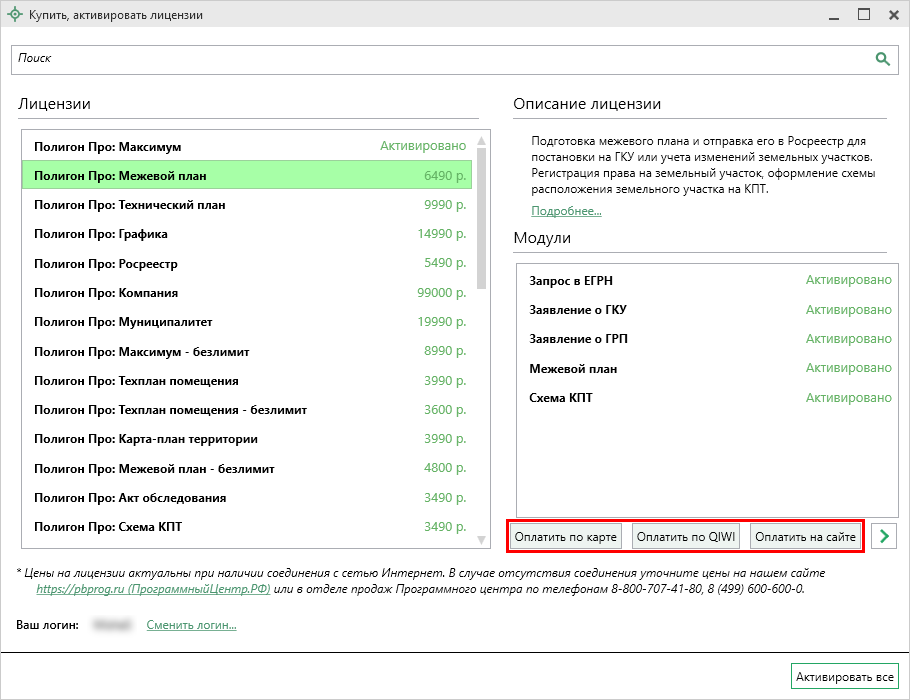 Купить, активировать лицензии
Поиск
Лицензии
Полигон Про: Максимум Активировано
Полигон Про: Межевой план 6490 р.
Полигон Про: Технический план 9990 р.
Полигон Про: Графика 14990 р.
Полигон Про: Росреестр 5490 р.
Полигон Про: Компания 99000 р.
Полигон Про: Муниципалитет 19990 р.
Полигон Про: Максимум - безлимит 8990 р.
Полигон Про: Техплан помещения 3990 р.
Полигон Про: Техплан помещения - безлимит 3600 р.
Полигон Про: Карта-план территории 3990 р.
Полигон Про: Межевой план - безлимит 4800 р.
Полигон Про: Акт обследования 3490 р.
Полигон Про: Схема КПТ 3490 р.
Описание лицензии
Подготовка межевого плана и отправка его в Росреестр для
постановки на ГКУ или учета изменений земельных участков.
Регистрация права на земельный участок, оформление схемы
расположения земельного участка на КПТ.
Подробнее...
Модули
Запрос в ЕГРН Активировано
Заявление о ГКУ Активировано
Заявление о ГРП Активировано
Межевой план Активировано
Схема КПТ Активировано
Оплатить по карте Оплатить по QIWI Оплатить на сайте
* Цены на лицензии актуальны при наличии соединения с сетью Интернет. В случае отсутствия соединения уточните цены на нашем сайте
https://pbprog.ru (ПрограммныйЦентр.РФ) или в отделе продаж Программного центра по телефонам 8-800-707-41-80, 8 (499) 600-600-0.
Ваш логин: Сменить логин...
Активировать все